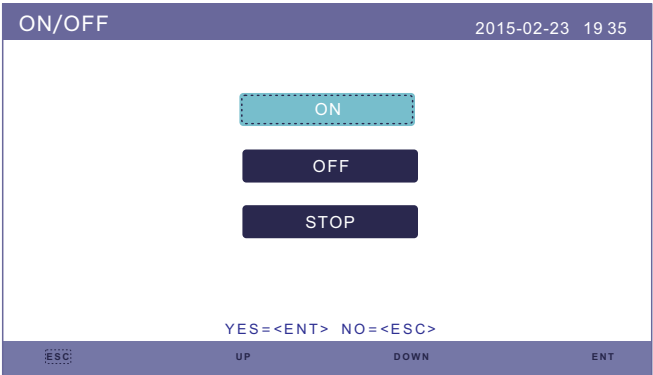 ON/OFF 2015-02-23 19 35
ON
OFF
STOP
YES=<ENT> NO=<ESC>
ESC UP DOWN ENT